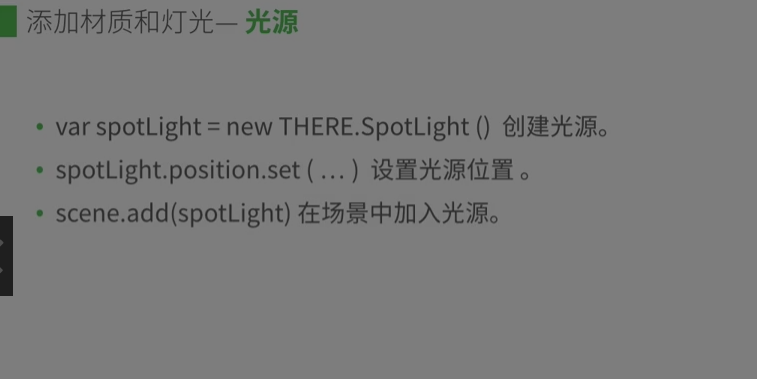 添加材质和灯光— 光源
• var spotLight = new THERE.SpotLight () 创建光源。
• spotLight.position.set ( … ) 设置光源位置 。
• scene.add(spotLight) 在场景中加入光源。